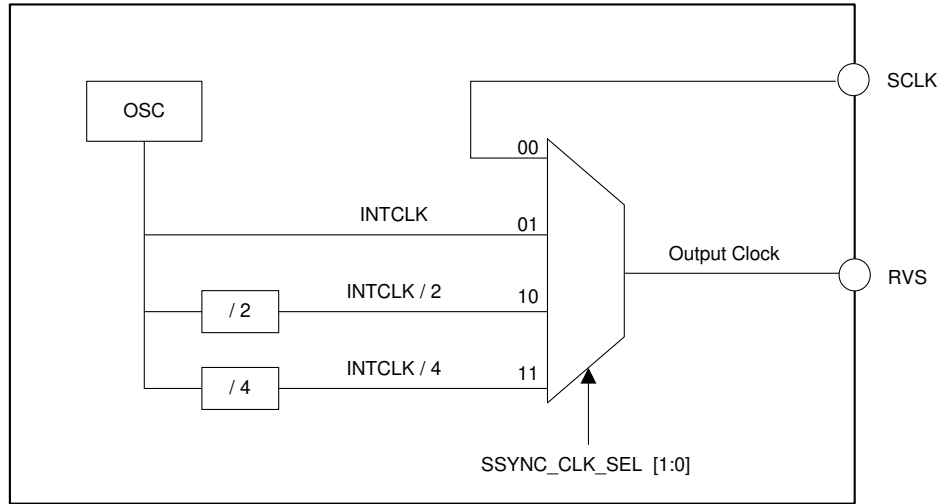 SCLK
OSC
00
INTCLK
01
Output Clock
RVS
INTCLK / 2
/ 2
10
INTCLK / 4
/ 4
11
SSYNC_CLK_SEL [1:0]